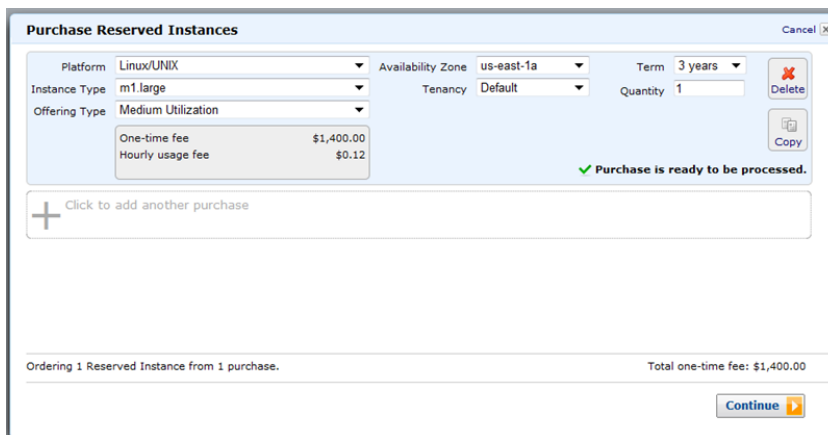 Purchase Reserved Instances
Cancel
Platform Linux/UNIX Availability Zone us-east-1a Term 3 years
Instance Type m1.large Tenancy Default Quantity 1
Delete
Offering Type Medium Utilization
One-time fee $1,400.00
Hourly usage fee $0.12
Copy
Purchase is ready to be processed.
Click to add another purchase
Ordering 1 Reserved Instance from 1 purchase. Total one-time fee: $1,400.00
Continue